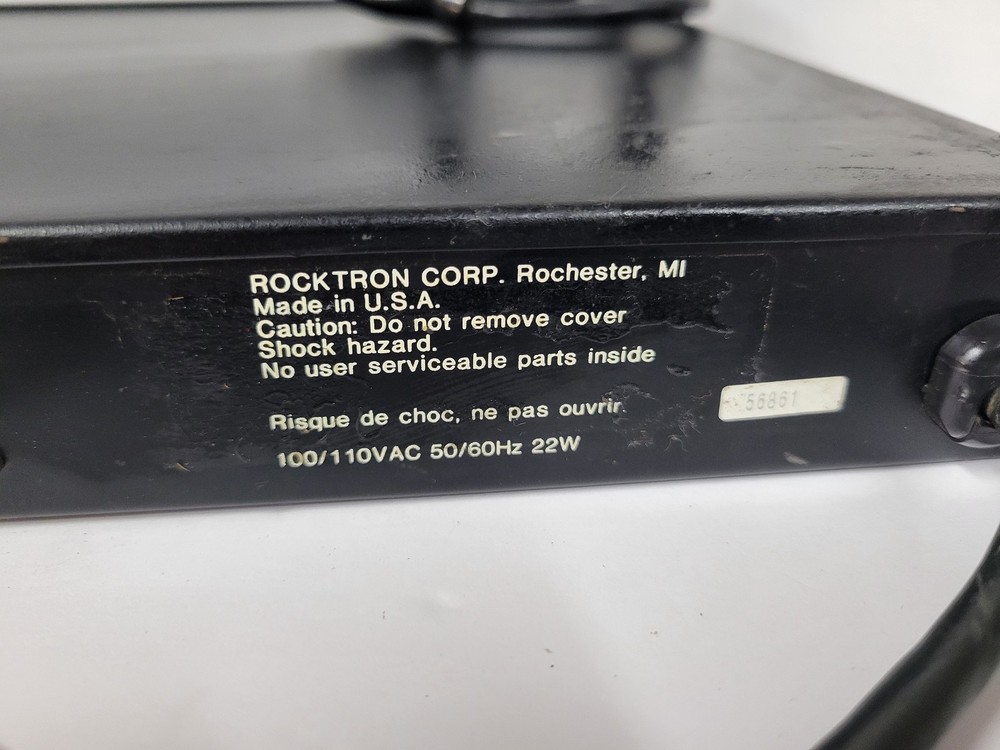 ROCKTRON CORP. Rochester, MI
Made in U.S.A.
Caution: Do not remove cover
Shock hazard.
No user serviceable parts inside
Risque de choc, ne pas ouvrir.
100/110VAC 50/60Hz 22W